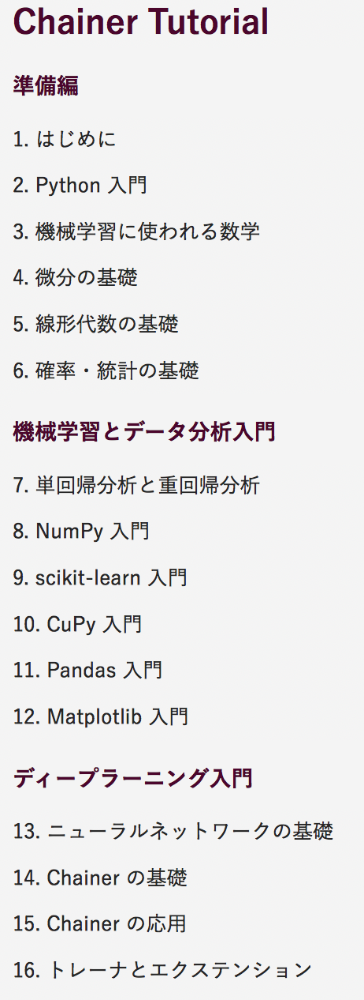 Chainer Tutorial
準備編
1. はじめに
2. Python 入門
3. 機械学習に使われる数学
4. 微分の基礎
5. 線形代数の基礎
6. 確率・統計の基礎
機械学習とデータ分析入門
7. 単回帰分析と重回帰分析
8. NumPy 入門
9. scikit-learn 入門
10. CuPy 入門
11. Pandas 入門
12. Matplotlib 入門
ディープラーニング入門
13. ニューラルネットワークの基礎
14. Chainer の基礎
15. Chainer の応用
16. トレーナとエクステンション